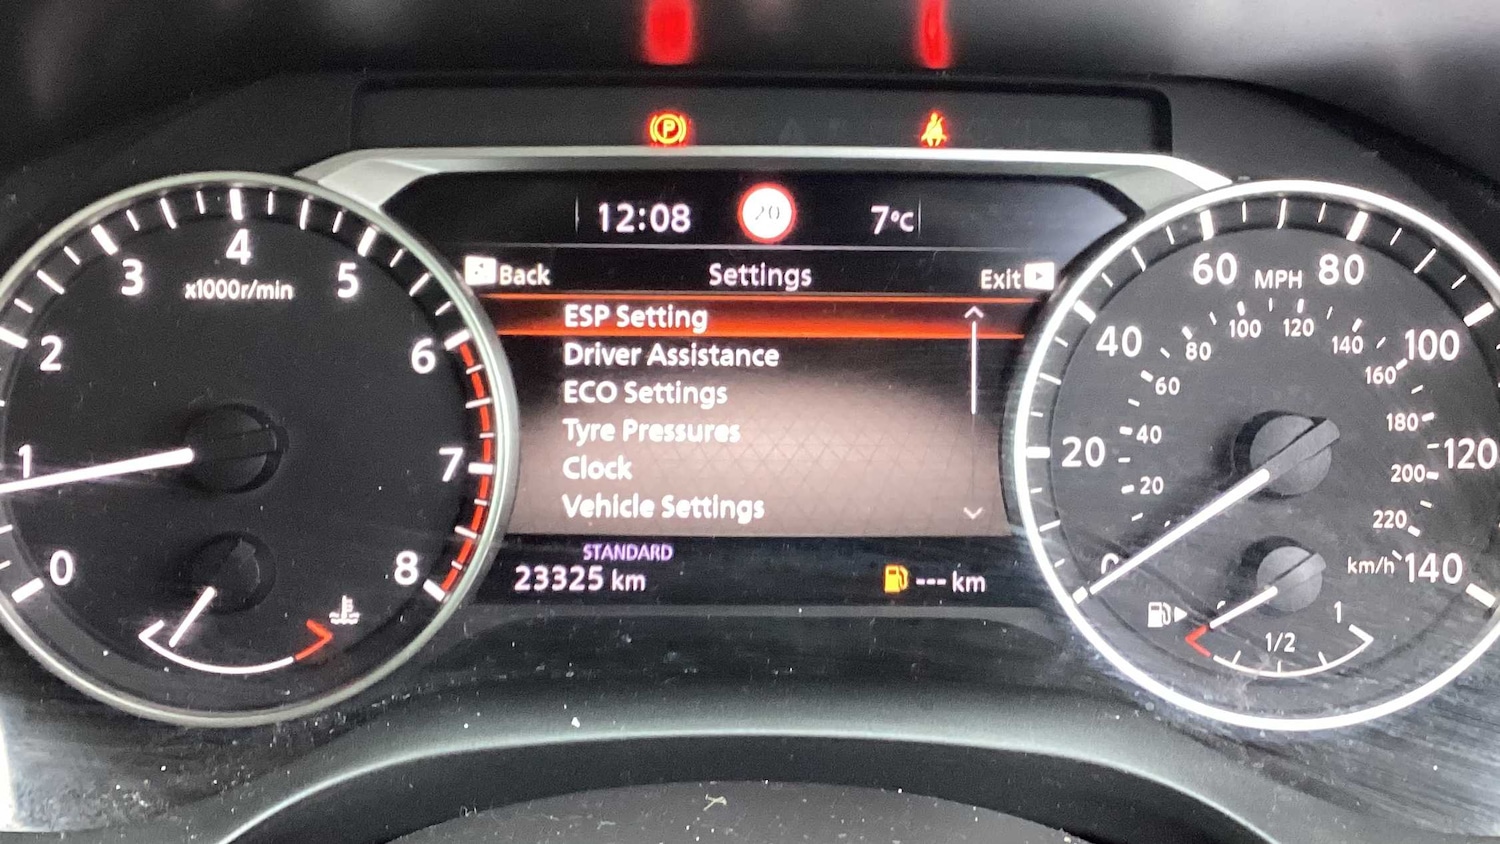 P
12:08 20 7°C
Back Settings Exit
ESP Setting
Driver Assistance
ECO Settings
Tyre Pressures
Clock
Vehicle Settings
STANDARD
23325 km --- km
0 1 2 3 4 5 6 7 8
x1000r/min
0 20 40 60 80 100 120 140
MPH
20 40 60 80 100 120 140 160 180 200 220
km/h
1/2 1